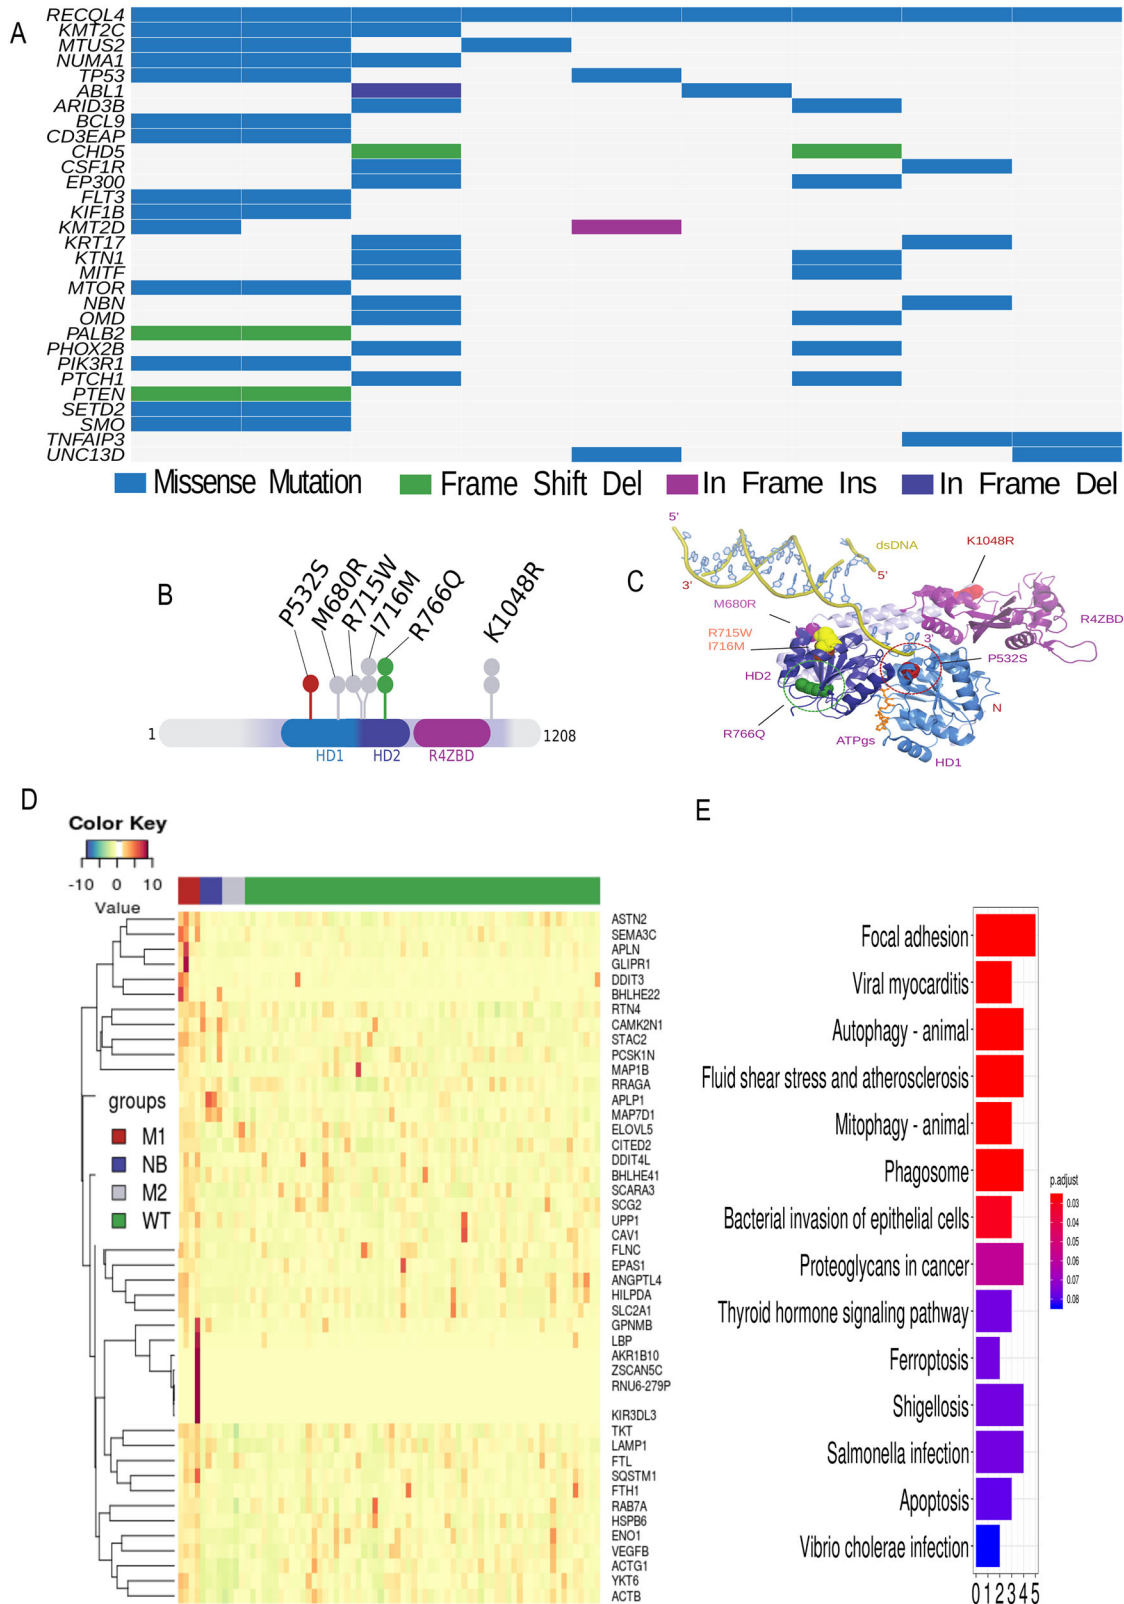 A
RECQL4
KMT2C
MTUS2
NUMA1
TP53
ABL1
ARID3B
BCL9
CD3EAP
CHD5
CSF1R
EP300
FLT3
KIF1B
KMT2D
KRT17
KTN1
MITF
MTOR
NBN
OMD
PALB2
PHOX2B
PIK3R1
PTCH1
PTEN
SETD2
SMO
TNFAIP3
UNC13D
Missense Mutation
Frame Shift Del
In Frame Ins
In Frame Del
B
P532S
M680R
R715W
I716M
R766Q
K1048R
1
1208
HD1
HD2
R4ZBD
C
5'
3'
dsDNA
5'
K1048R
M680R
R4ZBD
R715W
I716M
3'
P532S
HD2
N
R766Q
ATPgs
HD1
D
Color Key
-10 0 10
Value
groups
M1
NB
M2
WT
ASTN2
SEMA3C
APLN
GLIPR1
DDIT3
BHLHE22
RTN4
CAMK2N1
STAC2
PCSK1N
MAP1B
RRAGA
APLP1
MAP7D1
ELOVL5
CITED2
DDIT4L
BHLHE41
SCARA3
SCG2
UPP1
CAV1
FLNC
EPAS1
ANGPTL4
HILPDA
SLC2A1
GPNMB
LBP
AKR1B10
ZSCAN5C
RNU6-279P
KIR3DL3
TKT
LAMP1
FTL
SQSTM1
FTH1
RAB7A
HSPB6
ENO1
VEGFB
ACTG1
YKT6
ACTB
E
Focal adhesion
Viral myocarditis
Autophagy - animal
Fluid shear stress and atherosclerosis
Mitophagy - animal
Phagosome
Bacterial invasion of epithelial cells
Proteoglycans in cancer
Thyroid hormone signaling pathway
Ferroptosis
Shigellosis
Salmonella infection
Apoptosis
Vibrio cholerae infection
0 1 2 3 4 5
p.adjust
0.03
0.04
0.05
0.06
0.07
0.08